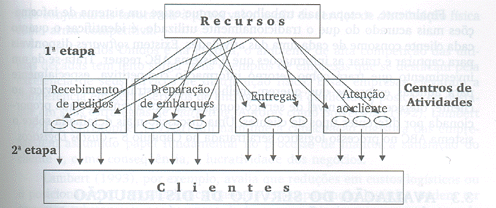 Recursos
1ª etapa
Recebimento
de pedidos
Preparação
de embarques
Entregas
Atenção
ao cliente
Centros de
Atividades
2ª etapa
Clientes